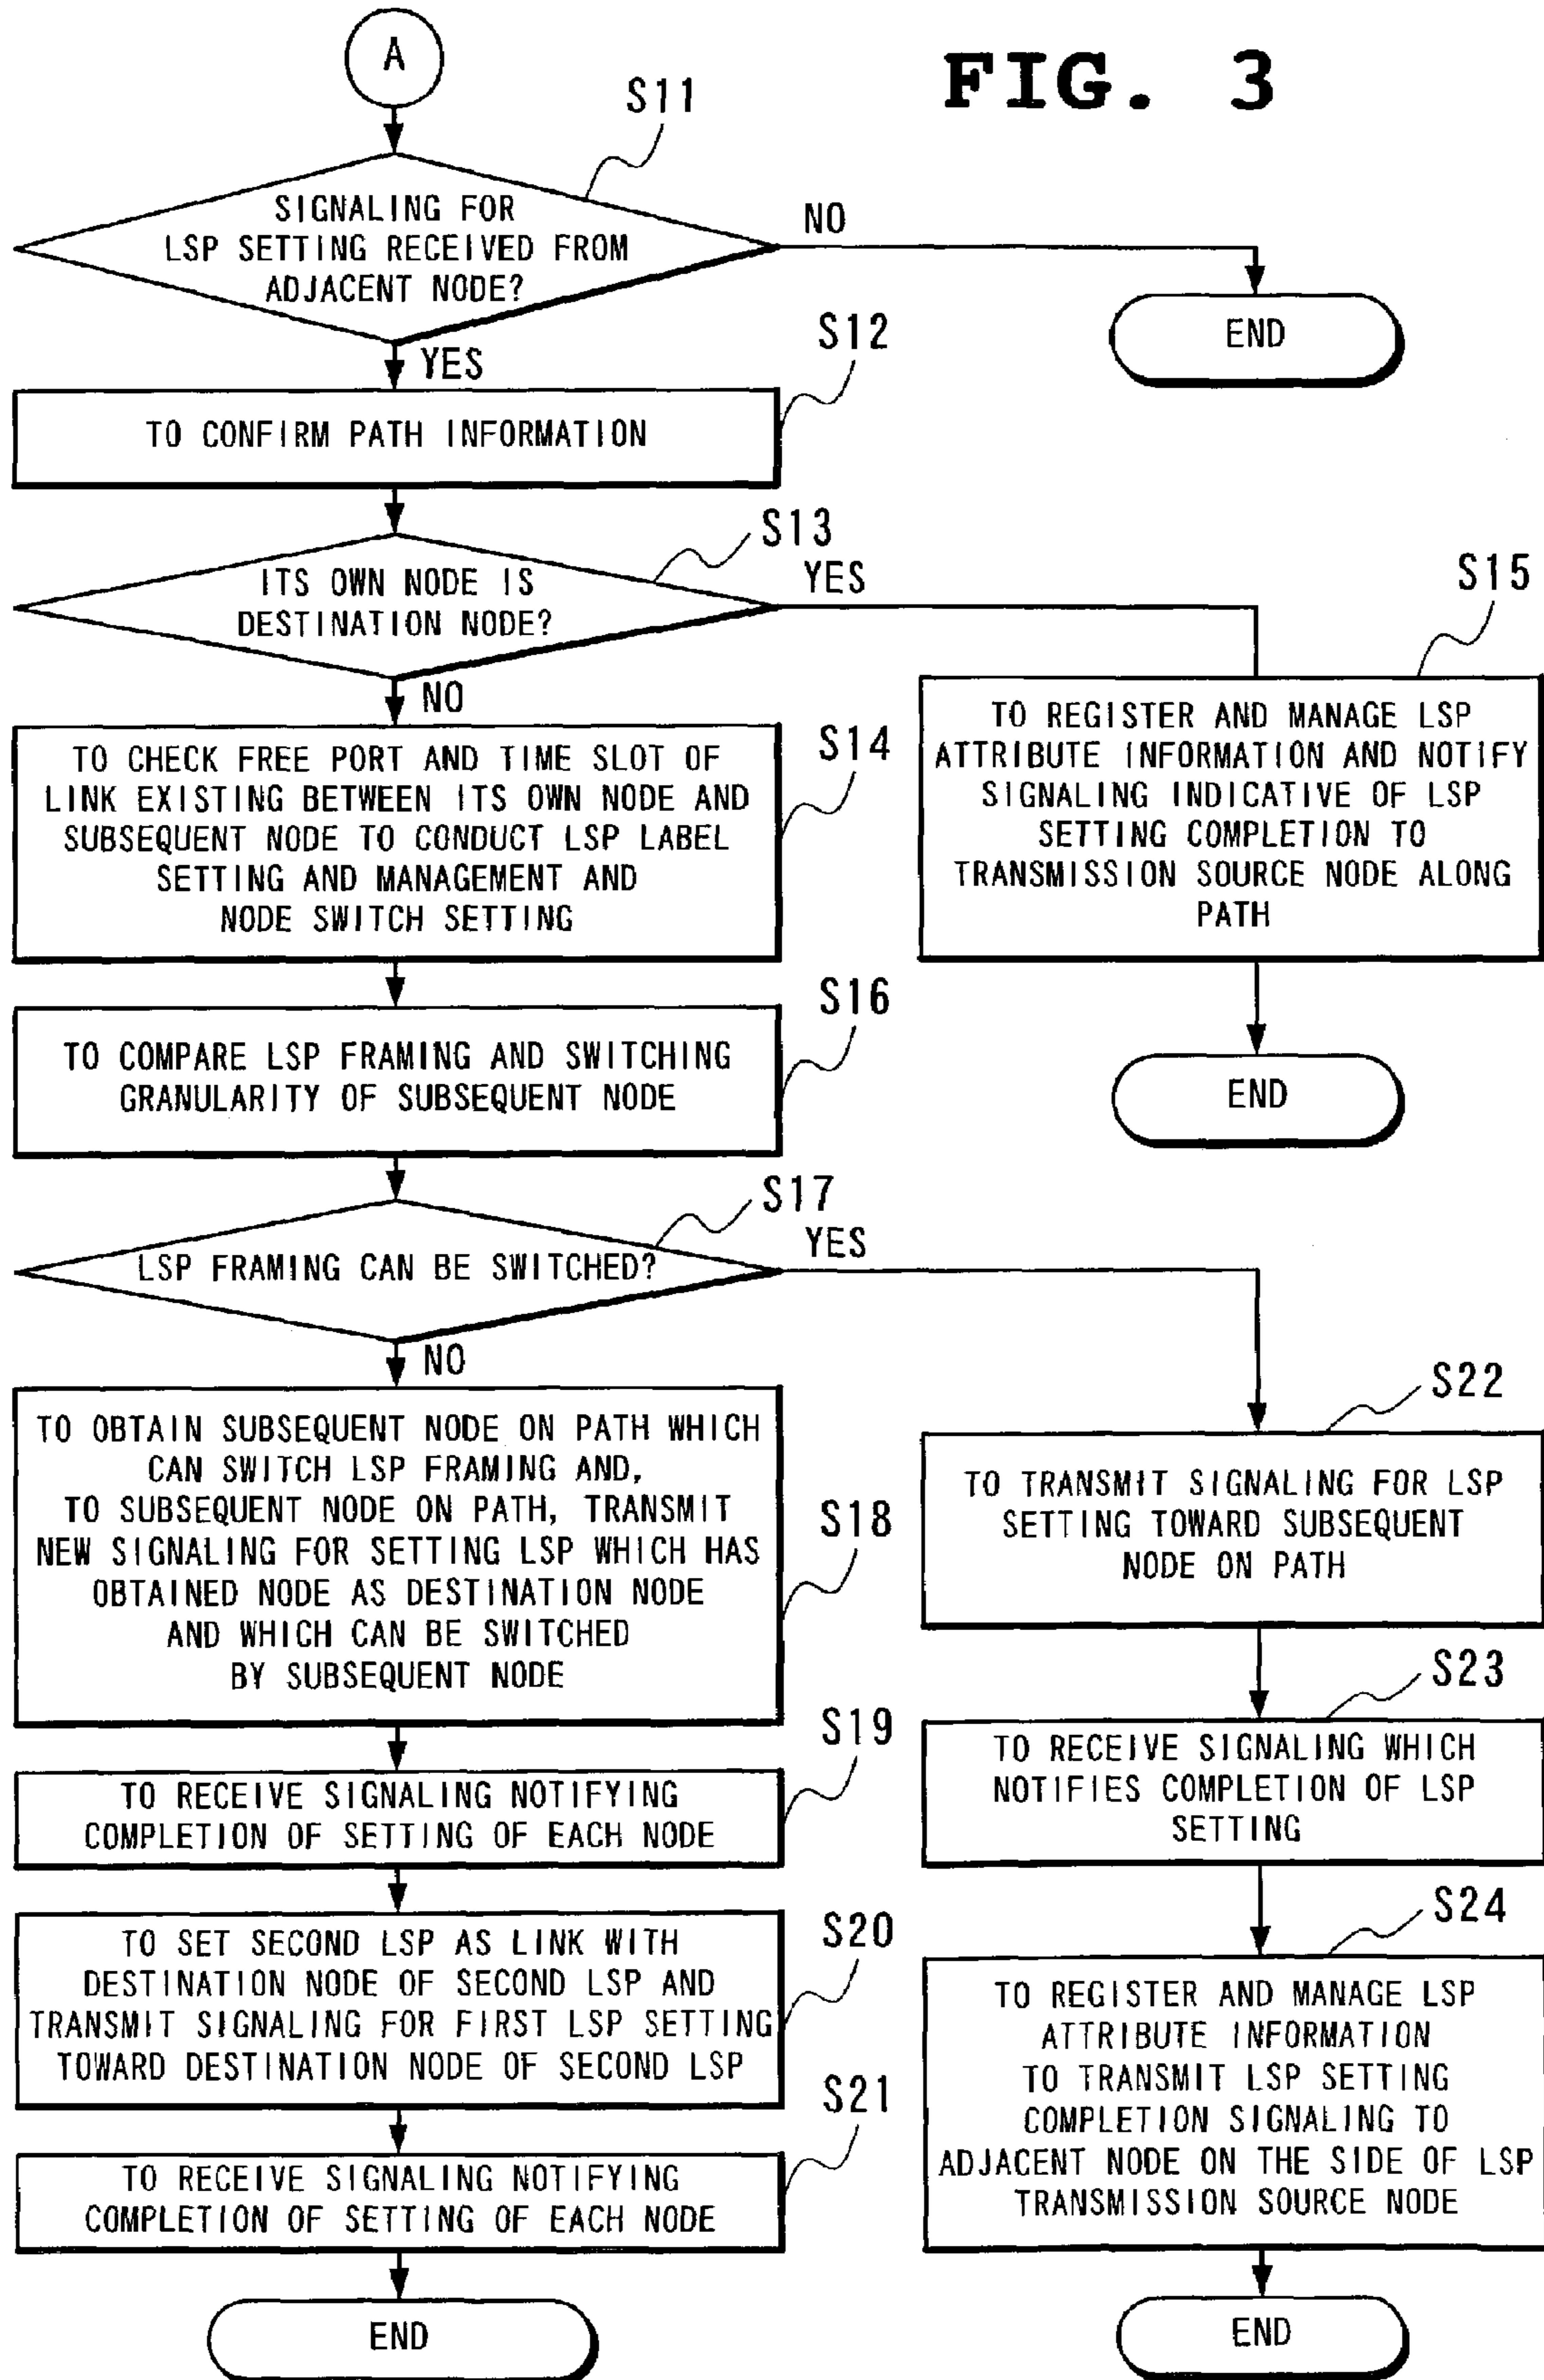 A
FIG. 3
S11
SIGNALING FOR
LSP SETTING RECEIVED FROM
ADJACENT NODE?
NO
END
YES
S12
TO CONFIRM PATH INFORMATION
S13
ITS OWN NODE IS
DESTINATION NODE?
YES
NO
S15
TO REGISTER AND MANAGE LSP
ATTRIBUTE INFORMATION AND NOTIFY
SIGNALING INDICATIVE OF LSP
SETTING COMPLETION TO
TRANSMISSION SOURCE NODE ALONG
PATH
END
S14
TO CHECK FREE PORT AND TIME SLOT OF
LINK EXISTING BETWEEN ITS OWN NODE AND
SUBSEQUENT NODE TO CONDUCT LSP LABEL
SETTING AND MANAGEMENT AND
NODE SWITCH SETTING
S16
TO COMPARE LSP FRAMING AND SWITCHING
GRANULARITY OF SUBSEQUENT NODE
S17
LSP FRAMING CAN BE SWITCHED?
YES
NO
S18
TO OBTAIN SUBSEQUENT NODE ON PATH WHICH
CAN SWITCH LSP FRAMING AND,
TO SUBSEQUENT NODE ON PATH, TRANSMIT
NEW SIGNALING FOR SETTING LSP WHICH HAS
OBTAINED NODE AS DESTINATION NODE
AND WHICH CAN BE SWITCHED
BY SUBSEQUENT NODE
S19
TO RECEIVE SIGNALING NOTIFYING
COMPLETION OF SETTING OF EACH NODE
S20
TO SET SECOND LSP AS LINK WITH
DESTINATION NODE OF SECOND LSP AND
TRANSMIT SIGNALING FOR FIRST LSP SETTING
TOWARD DESTINATION NODE OF SECOND LSP
S21
TO RECEIVE SIGNALING NOTIFYING
COMPLETION OF SETTING OF EACH NODE
END
S22
TO TRANSMIT SIGNALING FOR LSP
SETTING TOWARD SUBSEQUENT
NODE ON PATH
S23
TO RECEIVE SIGNALING WHICH
NOTIFIES COMPLETION OF LSP
SETTING
S24
TO REGISTER AND MANAGE LSP
ATTRIBUTE INFORMATION
TO TRANSMIT LSP SETTING
COMPLETION SIGNALING TO
ADJACENT NODE ON THE SIDE OF LSP
TRANSMISSION SOURCE NODE
END